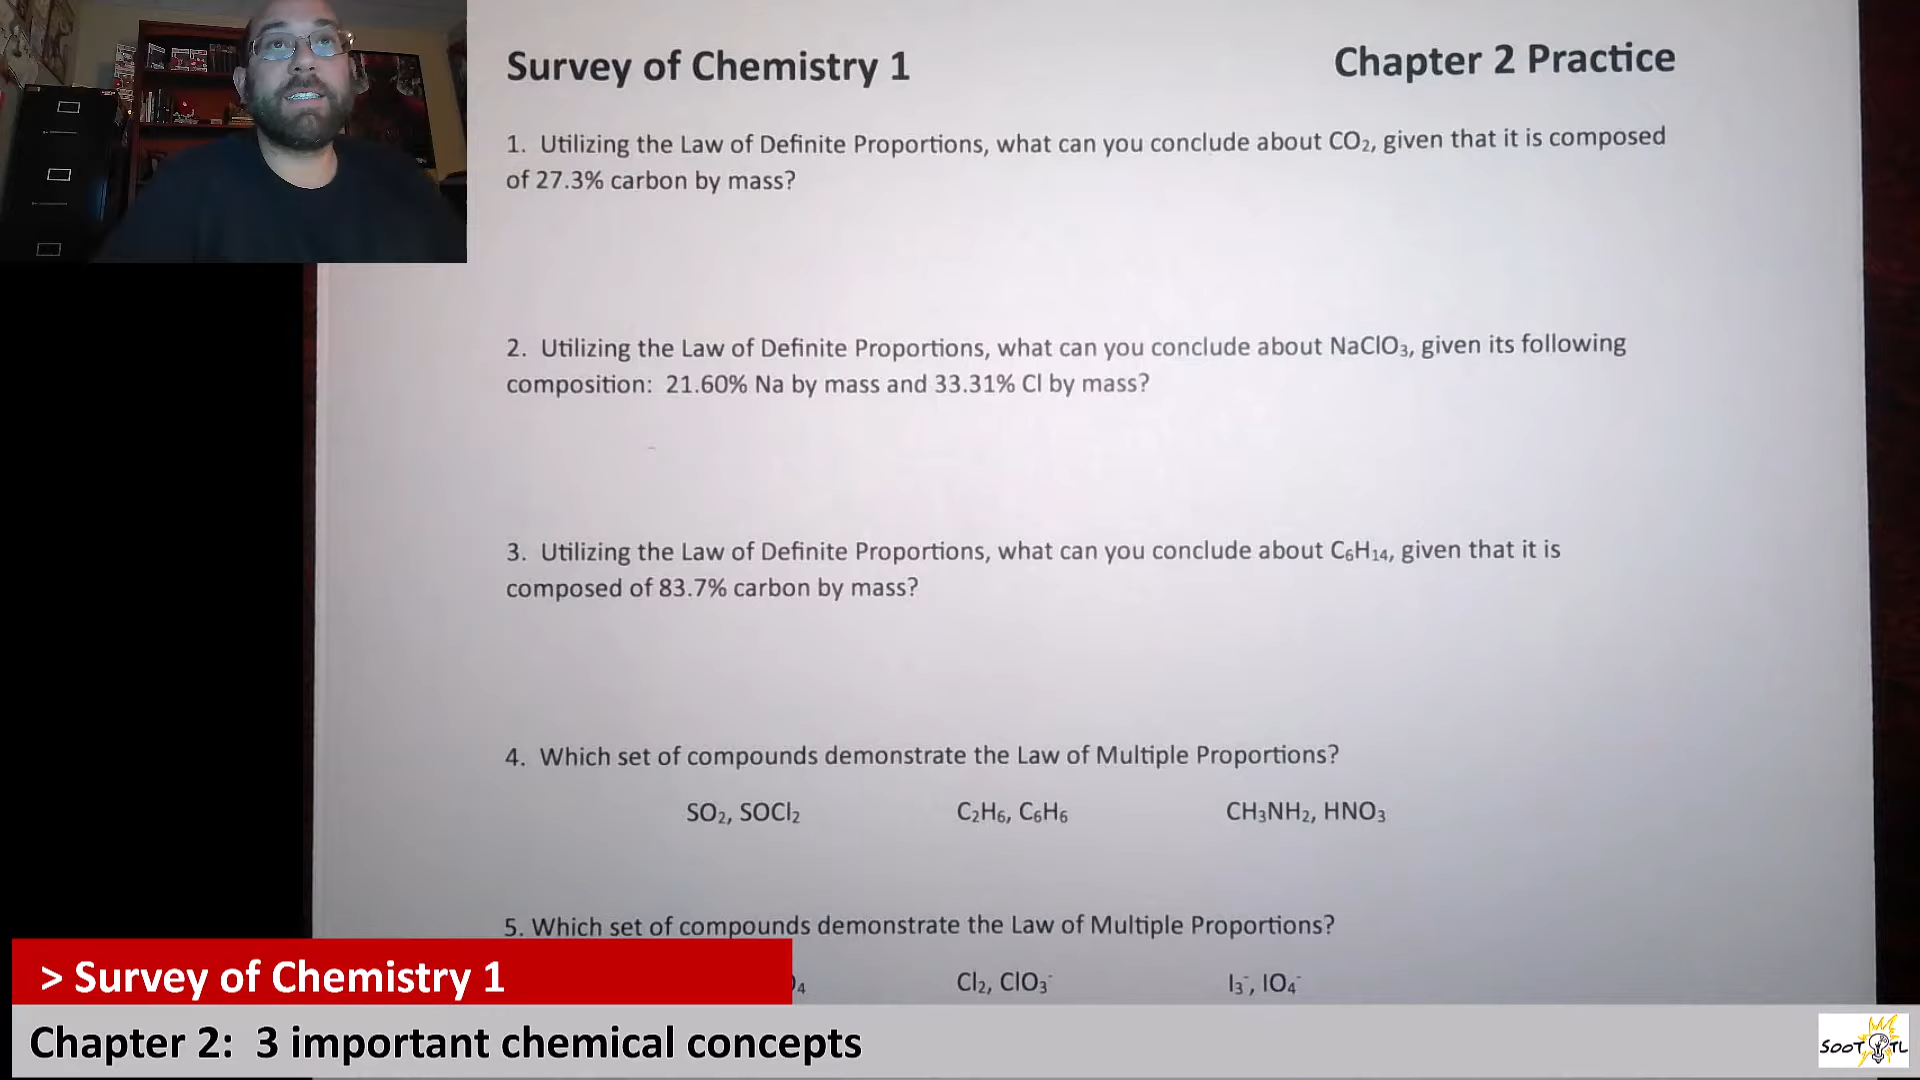 Survey of Chemistry 1
Chapter 2 Practice
1. Utilizing the Law of Definite Proportions, what can you conclude about CO₂, given that it is composed
of 27.3% carbon by mass?
2. Utilizing the Law of Definite Proportions, what can you conclude about NaClO₃, given its following
composition: 21.60% Na by mass and 33.31% Cl by mass?
3. Utilizing the Law of Definite Proportions, what can you conclude about C₆H₁₄, given that it is
composed of 83.7% carbon by mass?
4. Which set of compounds demonstrate the Law of Multiple Proportions?
SO₂, SOCl₂ C₂H₆, C₆H₆ CH₃NH₂, HNO₃
5. Which set of compounds demonstrate the Law of Multiple Proportions?
₄ Cl₂, ClO₃⁻ I₃⁻, IO₄⁻
> Survey of Chemistry 1
Chapter 2: 3 important chemical concepts
SOOT TL